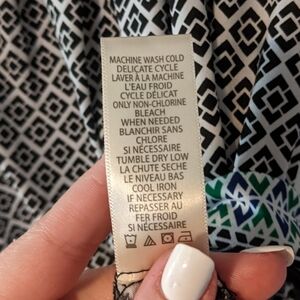 MACHINE WASH COLD
DELICATE CYCLE
LAVER À LA MACHINE
L'EAU FROID
CYCLE DÉLICAT
ONLY NON-CHLORINE
BLEACH
WHEN NEEDED
BLANCHIR SANS
CHLORE
SI NÉCESSAIRE
TUMBLE DRY LOW
LA CHUTE SECHE
LE NIVEAU BAS
COOL IRON
IF NECESSARY
REPASSER AU
FER FROID
SI NÉCESSAIRE